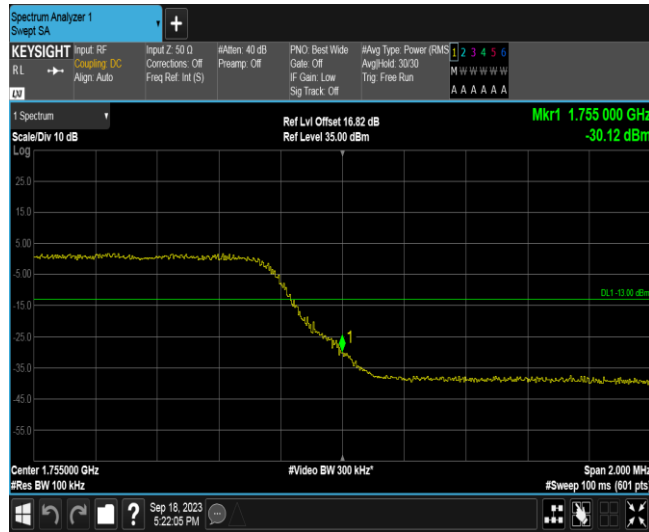 Spectrum Analyzer 1
Swept SA
+
KEYSIGHT
RL
LXI
Input: RF
Coupling: DC
Align: Auto
Input Z: 50 Ω
Corrections: Off
Freq Ref: Int (S)
#Atten: 40 dB
Preamp: Off
PNO: Best Wide
Gate: Off
IF Gain: Low
Sig Track: Off
#Avg Type: Power (RMS
Avg|Hold: 30/30
Trig: Free Run
1 2 3 4 5 6
M W W W W W
A A A A A A
1 Spectrum
Scale/Div 10 dB
Ref Lvl Offset 16.82 dB
Ref Level 35.00 dBm
Mkr1 1.755 000 GHz
-30.12 dBm
Log
25.0
15.0
5.00
-5.00
-15.0
-25.0
-35.0
-45.0
-55.0
DL1 -13.00 dBm
1
Center 1.755000 GHz
#Res BW 100 kHz
#Video BW 300 kHz*
Span 2.000 MHz
#Sweep 100 ms (601 pts)
?
Sep 18, 2023
5:22:05 PM